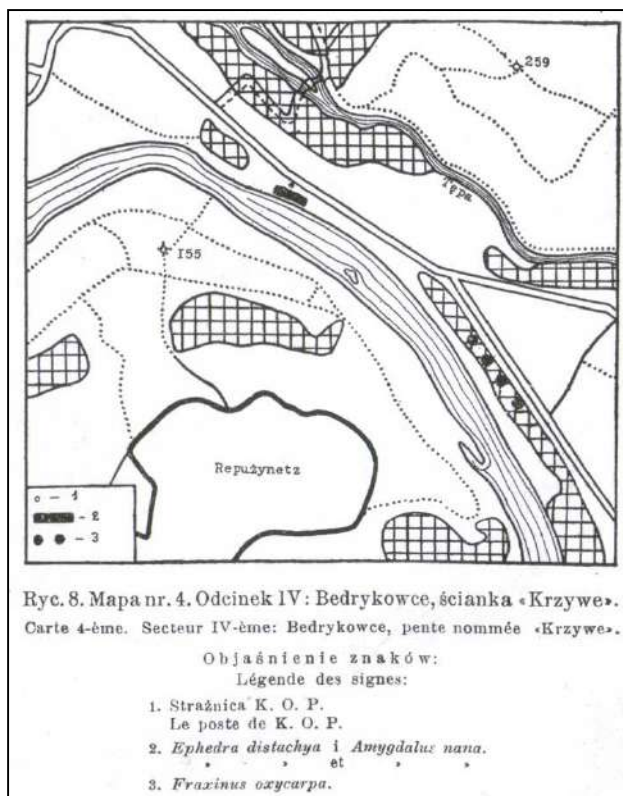 259
Tępa
I55
Repużynetz
o – 1
– 2
– 3
Ryc. 8. Mapa nr. 4. Odcinek IV: Bedrykowce, ścianka «Krzywe».
Carte 4-ème. Secteur IV-ème: Bedrykowce, pente nommée «Krzywe».
Objaśnienie znaków:
Légende des signes:
1. Strażnica K. O. P.
Le poste de K. O. P.
2. Ephedra distachya i Amygdalus nana.
» » et » »
3. Fraxinus oxycarpa.